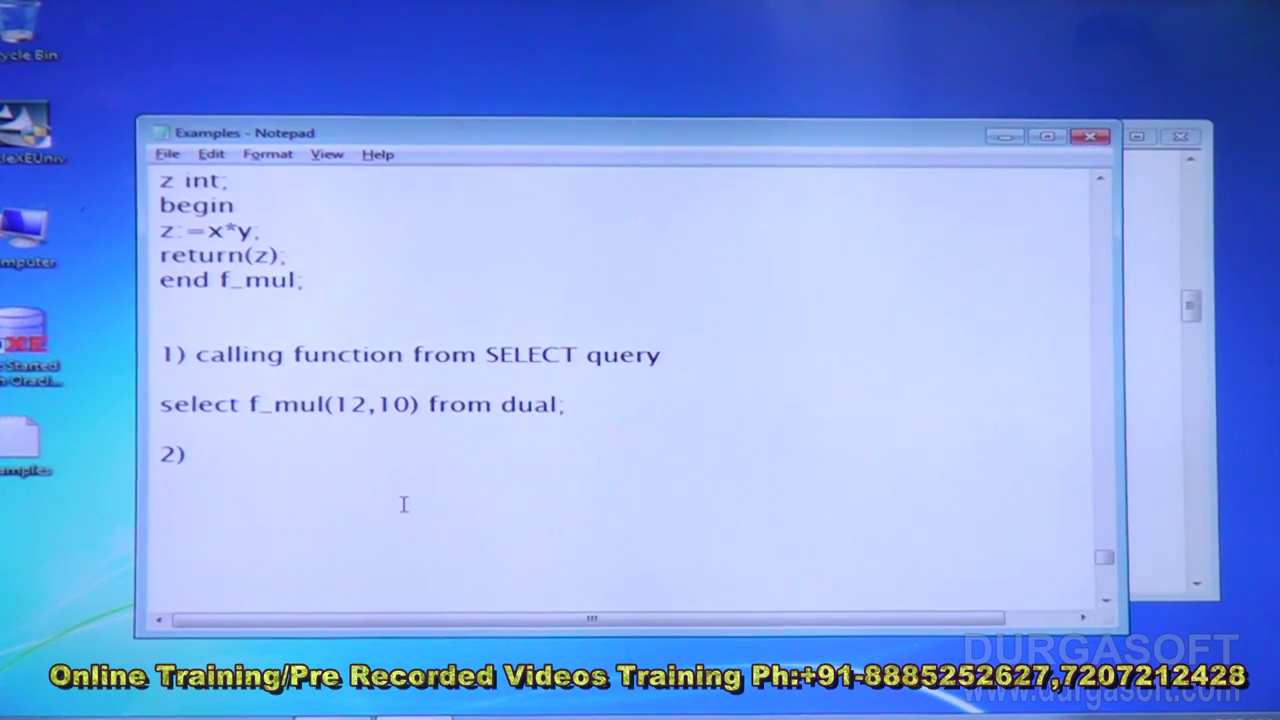 cycle Bin
Examples - Notepad
File Edit Format View Help
z int;
begin
z:=x*y;
return(z);
end f_mul;
1) calling function from SELECT query
select f_mul(12,10) from dual;
2)
leXEUniv
mputer
XE
Started
h Oracl...
amples
DURGASOFT
www.durgasoft.com
Online Training/Pre Recorded Videos Training Ph:+91-8885252627,7207212428